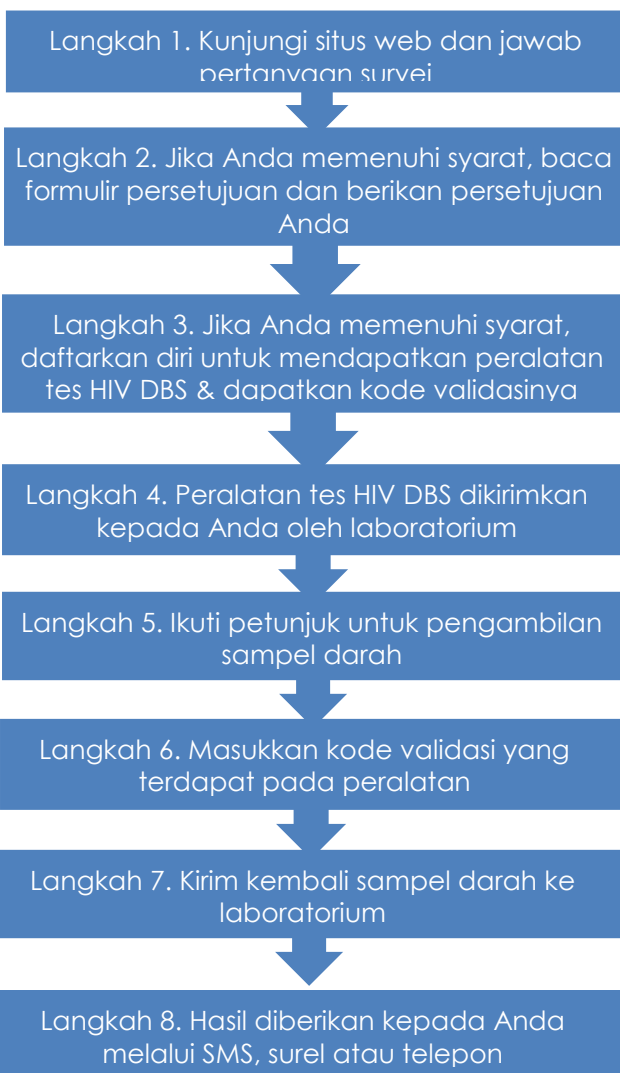 Langkah 1. Kunjungi situs web dan jawab
pertanyaan survei
Langkah 2. Jika Anda memenuhi syarat, baca
formulir persetujuan dan berikan persetujuan
Anda
Langkah 3. Jika Anda memenuhi syarat,
daftarkan diri untuk mendapatkan peralatan
tes HIV DBS & dapatkan kode validasinya
Langkah 4. Peralatan tes HIV DBS dikirimkan
kepada Anda oleh laboratorium
Langkah 5. Ikuti petunjuk untuk pengambilan
sampel darah
Langkah 6. Masukkan kode validasi yang
terdapat pada peralatan
Langkah 7. Kirim kembali sampel darah ke
laboratorium
Langkah 8. Hasil diberikan kepada Anda
melalui SMS, surel atau telepon